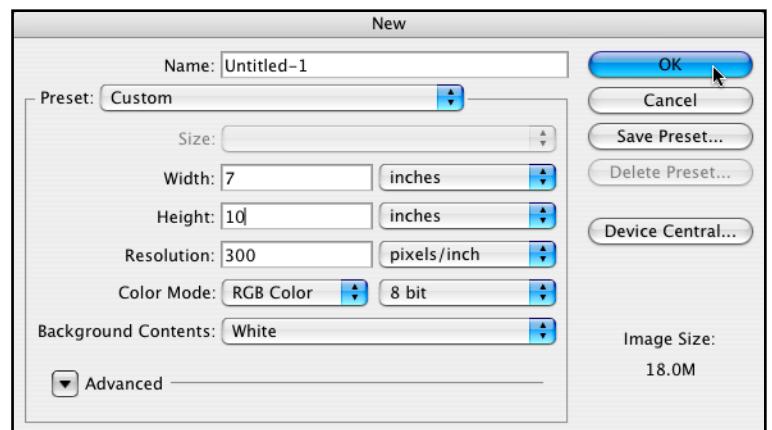 New
Name: Untitled-1
OK
Preset: Custom
Cancel
Size:
Save Preset...
Width: 7 inches
Delete Preset...
Height: 10 inches
Device Central...
Resolution: 300 pixels/inch
Color Mode: RGB Color 8 bit
Background Contents: White
Image Size:
18.0M
Advanced